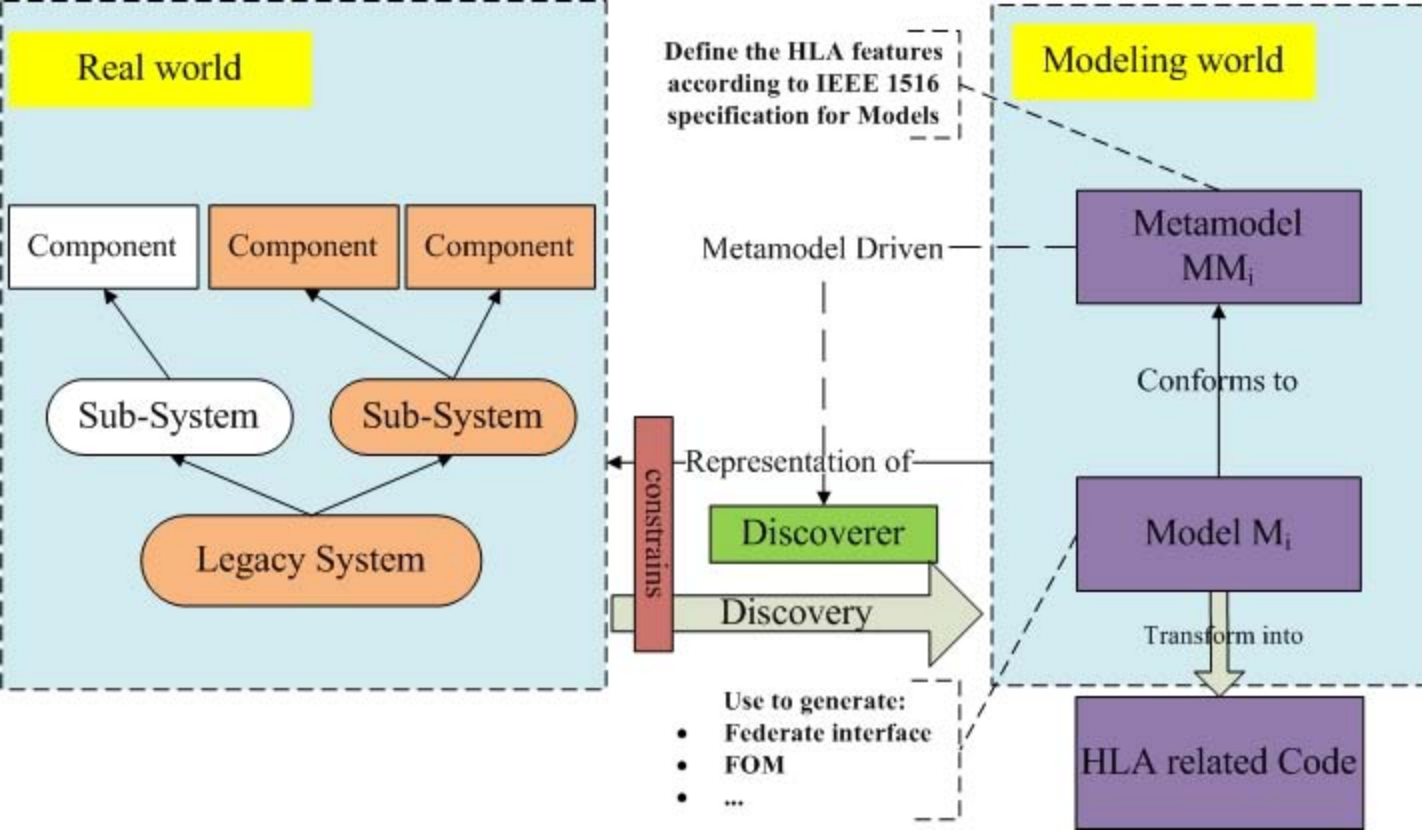 Real world
Define the HLA features
according to IEEE 1516
specification for Models
Modeling world
Component
Component
Component
Metamodel Driven
Metamodel
MMi
Sub-System
Sub-System
Conforms to
Representation of
constrains
Legacy System
Discoverer
Model Mi
Discovery
Transform into
Use to generate:
• Federate interface
• FOM
• ...
HLA related Code